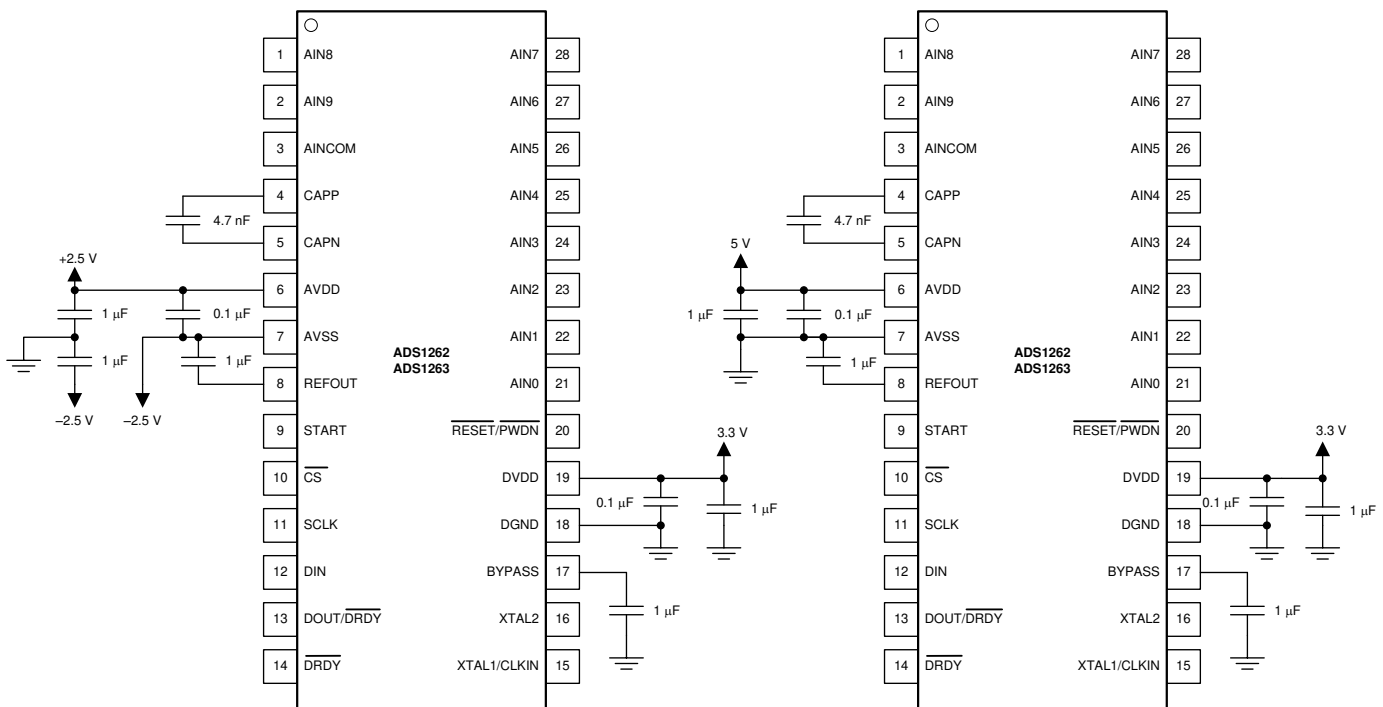 1 AIN8 AIN7 28
2 AIN9 AIN6 27
3 AINCOM AIN5 26
4 CAPP AIN4 25
4.7 nF
5 CAPN AIN3 24
+2.5 V
6 AVDD AIN2 23
1 μF 0.1 μF
7 AVSS AIN1 22
1 μF 1 μF
ADS1262
ADS1263
8 REFOUT AIN0 21
–2.5 V –2.5 V
9 START RESET/PWDN 20
3.3 V
10 CS DVDD 19
0.1 μF 1 μF
11 SCLK DGND 18
12 DIN BYPASS 17
1 μF
13 DOUT/DRDY XTAL2 16
14 DRDY XTAL1/CLKIN 15
1 AIN8 AIN7 28
2 AIN9 AIN6 27
3 AINCOM AIN5 26
4 CAPP AIN4 25
4.7 nF
5 CAPN AIN3 24
5 V
6 AVDD AIN2 23
1 μF 0.1 μF
7 AVSS AIN1 22
1 μF
ADS1262
ADS1263
8 REFOUT AIN0 21
9 START RESET/PWDN 20
3.3 V
10 CS DVDD 19
0.1 μF 1 μF
11 SCLK DGND 18
12 DIN BYPASS 17
1 μF
13 DOUT/DRDY XTAL2 16
14 DRDY XTAL1/CLKIN 15